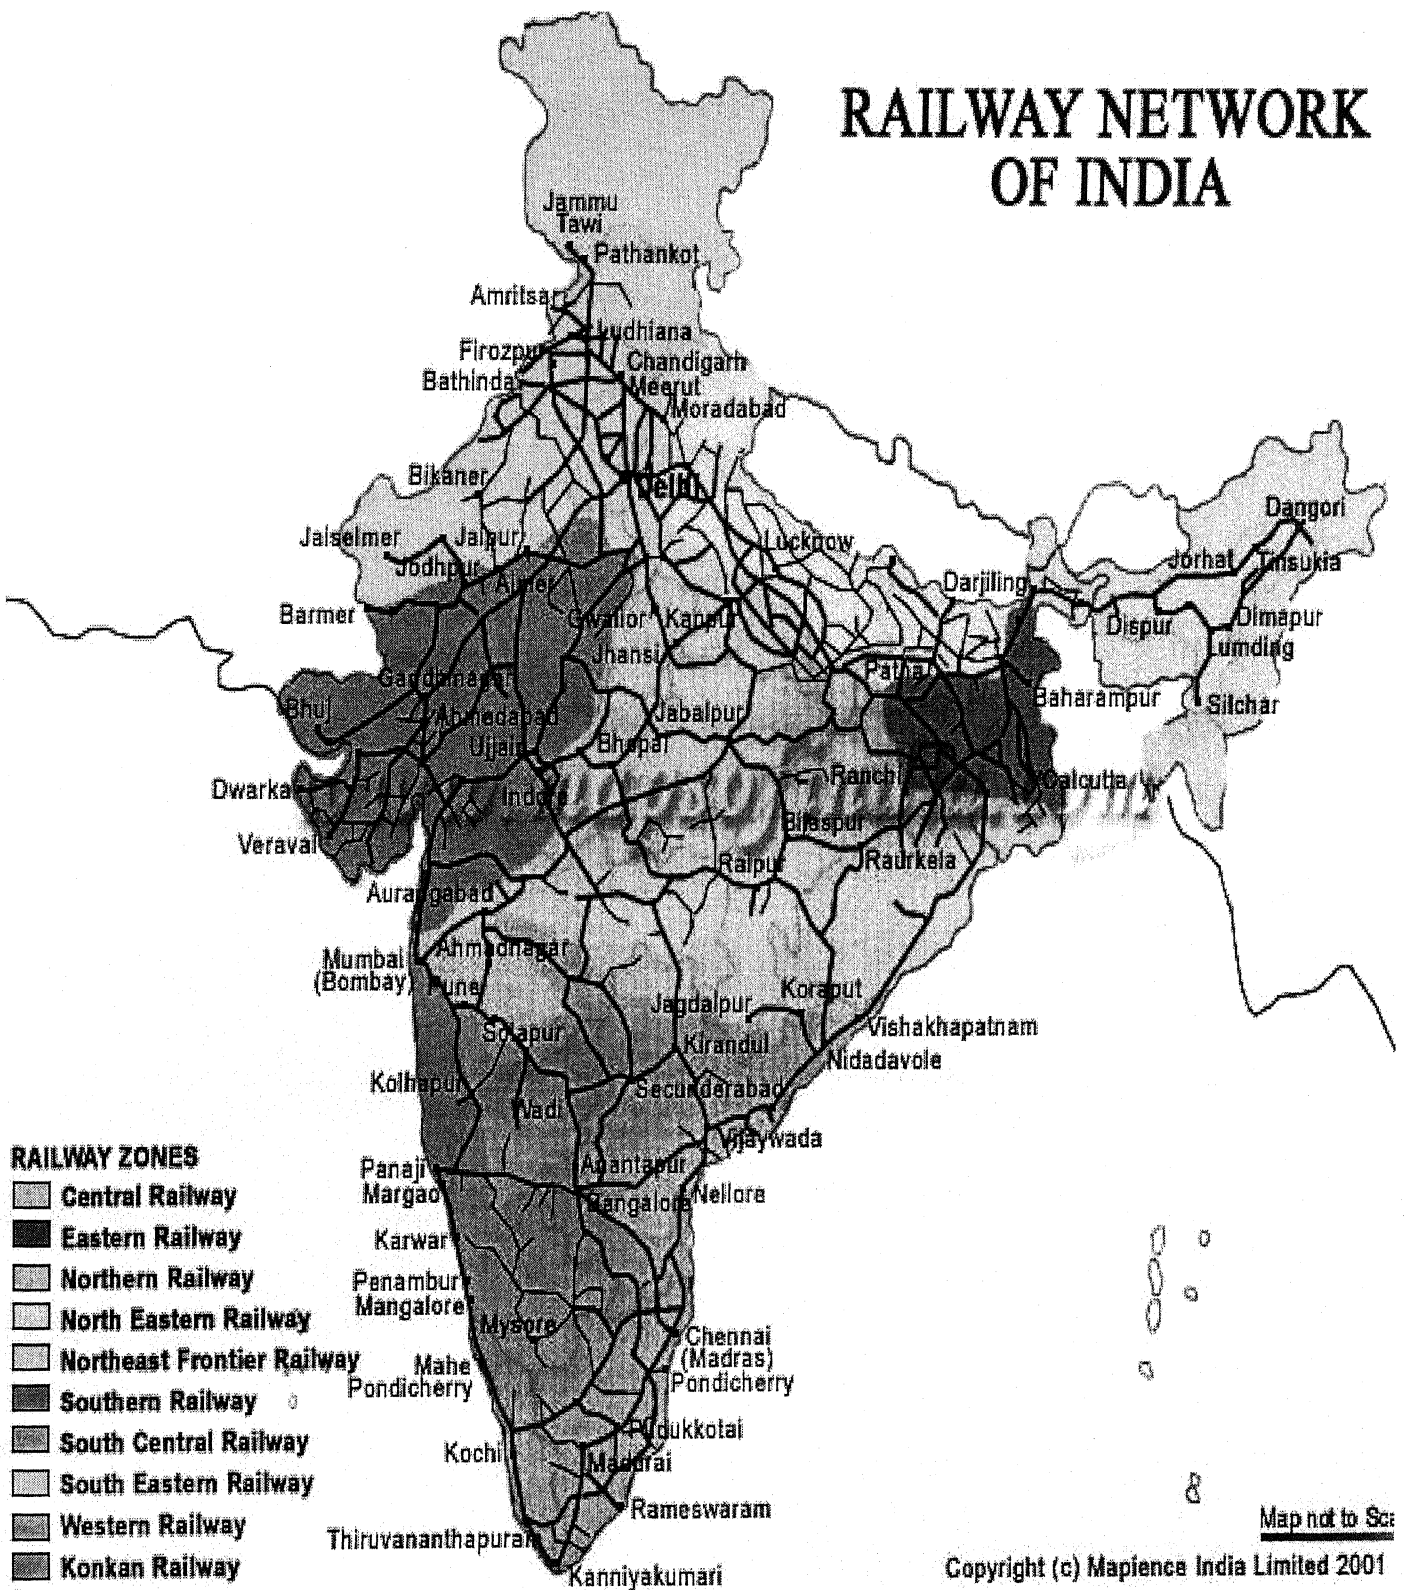 RAILWAY NETWORK
OF INDIA
Jammu
Tawi
Pathankot
Amritsar
Ludhiana
Firozpur
Chandigarh
Bathinda
Meerut
Moradabad
Bikaner
Delhi
Dangori
Jaiselmer
Jaipur
Lucknow
Jodhpur
Ajmer
Darjiling
Jorhat
Tinsukia
Barmer
Gwalior
Kanpur
Dispur
Dimapur
Jhansi
Lumding
Patna
Gandhinagar
Baharampur
Silchar
Bhuj
Ahmedabad
Jabalpur
Ujjain
Bhopal
Dwarka
Indore
Ranchi
Calcutta
Veraval
Bilaspur
Raipur
Raurkela
Aurangabad
Mumbai
(Bombay)
Ahmadnagar
Pune
Jagdalpur
Koraput
Solapur
Kirandul
Vishakhapatnam
Nidadavole
Kolhapur
Wadi
Secunderabad
Vijaywada
Panaji
Margao
Anantapur
Bangalore
Nellore
Karwar
Panambur
Mangalore
Mysore
Chennai
(Madras)
Mahe
Pondicherry
Pondicherry
Pudukkotai
Kochi
Madurai
Rameswaram
Thiruvananthapuram
Kanniyakumari
RAILWAY ZONES
Central Railway
Eastern Railway
Northern Railway
North Eastern Railway
Northeast Frontier Railway
Southern Railway
South Central Railway
South Eastern Railway
Western Railway
Konkan Railway
Map not to Sca
Copyright (c) Mapience India Limited 2001